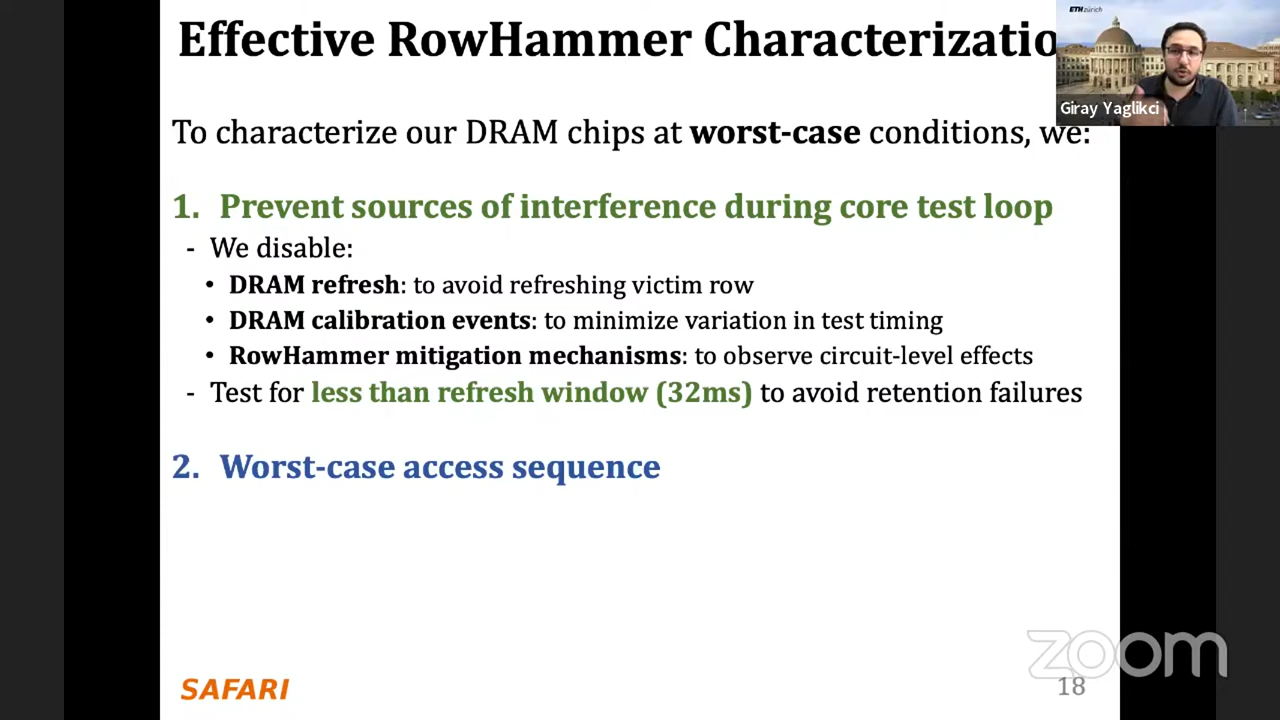 Effective RowHammer Characterizatio
ETH zürich
Giray Yaglikci
To characterize our DRAM chips at worst-case conditions, we:
1. Prevent sources of interference during core test loop
- We disable:
• DRAM refresh: to avoid refreshing victim row
• DRAM calibration events: to minimize variation in test timing
• RowHammer mitigation mechanisms: to observe circuit-level effects
- Test for less than refresh window (32ms) to avoid retention failures
2. Worst-case access sequence
zoom
SAFARI
18